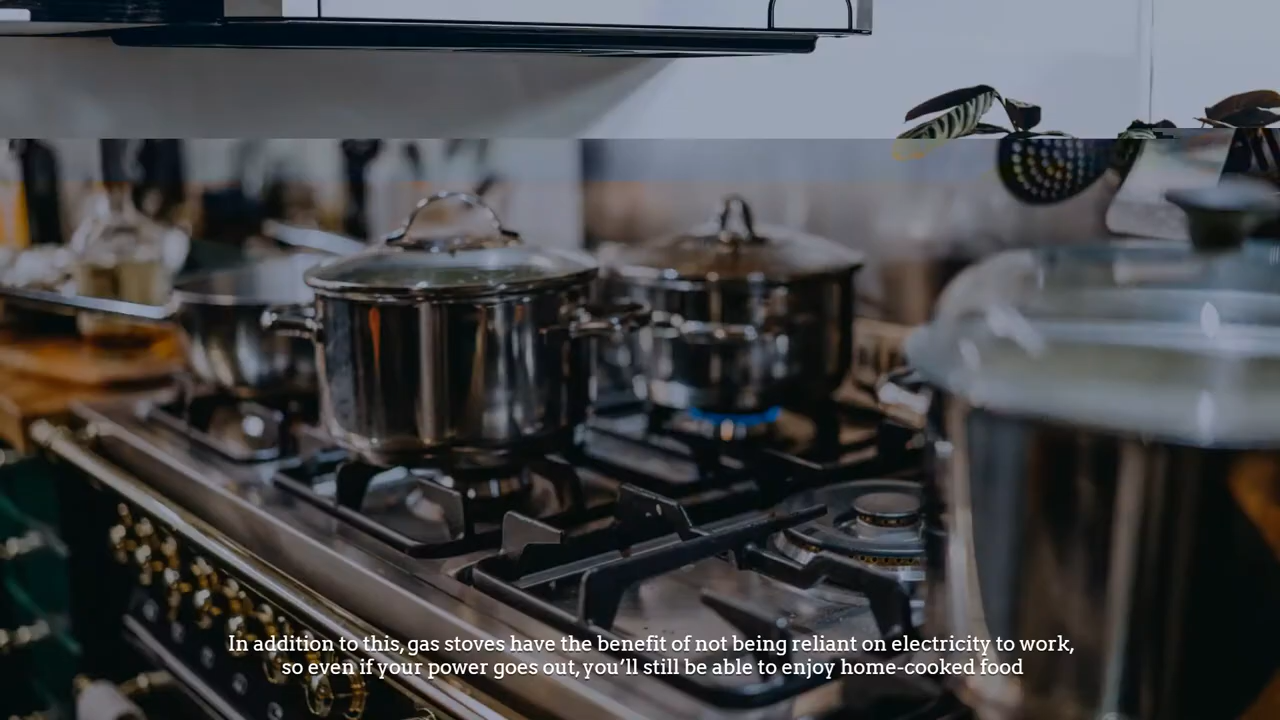 In addition to this, gas stoves have the benefit of not being reliant on electricity to work,
so even if your power goes out, you’ll still be able to enjoy home-cooked food